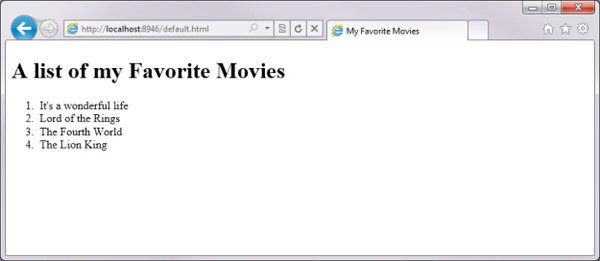 http://localhost:8946/default.html
My Favorite Movies
A list of my Favorite Movies
1. It's a wonderful life
2. Lord of the Rings
3. The Fourth World
4. The Lion King